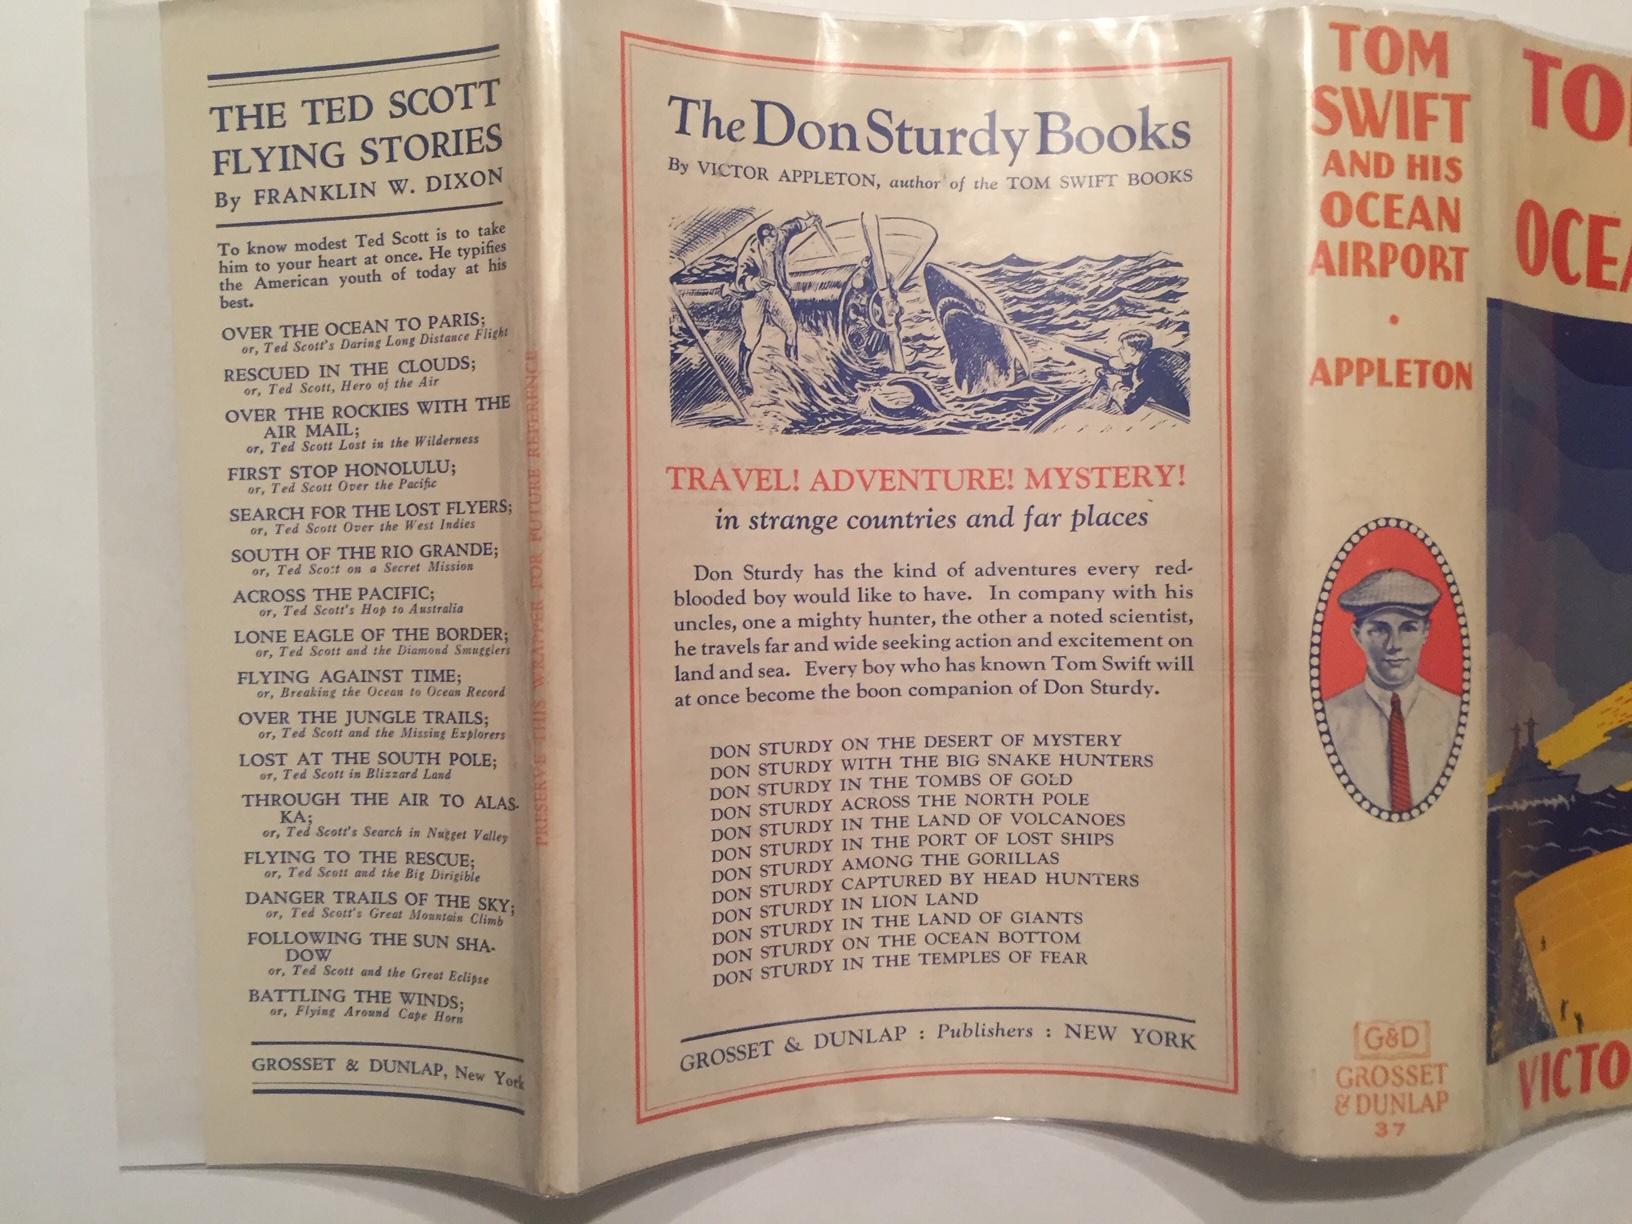 THE TED SCOTT
FLYING STORIES
By FRANKLIN W. DIXON
To know modest Ted Scott is to take
him to your heart at once. He typifies
the American youth of today at his
best.
OVER THE OCEAN TO PARIS;
or, Ted Scott's Daring Long Distance Flight
RESCUED IN THE CLOUDS;
or, Ted Scott, Hero of the Air
OVER THE ROCKIES WITH THE
AIR MAIL;
or, Ted Scott Lost in the Wilderness
FIRST STOP HONOLULU;
or, Ted Scott Over the Pacific
SEARCH FOR THE LOST FLYERS;
or, Ted Scott Over the West Indies
SOUTH OF THE RIO GRANDE;
or, Ted Scott on a Secret Mission
ACROSS THE PACIFIC;
or, Ted Scott's Hop to Australia
LONE EAGLE OF THE BORDER;
or, Ted Scott and the Diamond Smugglers
FLYING AGAINST TIME;
or, Breaking the Ocean to Ocean Record
OVER THE JUNGLE TRAILS;
or, Ted Scott and the Missing Explorers
LOST AT THE SOUTH POLE;
or, Ted Scott in Blizzard Land
THROUGH THE AIR TO ALAS-
KA;
or, Ted Scott's Search in Nugget Valley
FLYING TO THE RESCUE;
or, Ted Scott and the Big Dirigible
DANGER TRAILS OF THE SKY;
or, Ted Scott's Great Mountain Climb
FOLLOWING THE SUN SHA-
DOW
or, Ted Scott and the Great Eclipse
BATTLING THE WINDS;
or, Flying Around Cape Horn
GROSSET & DUNLAP, New York
PRESERVE THIS WRAPPER FOR FUTURE REFERENCE
The Don Sturdy Books
By VICTOR APPLETON, author of the TOM SWIFT BOOKS
TRAVEL! ADVENTURE! MYSTERY!
in strange countries and far places
Don Sturdy has the kind of adventures every red-
blooded boy would like to have. In company with his
uncles, one a mighty hunter, the other a noted scientist,
he travels far and wide seeking action and excitement on
land and sea. Every boy who has known Tom Swift will
at once become the boon companion of Don Sturdy.
DON STURDY ON THE DESERT OF MYSTERY
DON STURDY WITH THE BIG SNAKE HUNTERS
DON STURDY IN THE TOMBS OF GOLD
DON STURDY ACROSS THE NORTH POLE
DON STURDY IN THE LAND OF VOLCANOES
DON STURDY IN THE PORT OF LOST SHIPS
DON STURDY AMONG THE GORILLAS
DON STURDY CAPTURED BY HEAD HUNTERS
DON STURDY IN LION LAND
DON STURDY IN THE LAND OF GIANTS
DON STURDY ON THE OCEAN BOTTOM
DON STURDY IN THE TEMPLES OF FEAR
GROSSET & DUNLAP : Publishers : NEW YORK
TOM
SWIFT
AND HIS
OCEAN
AIRPORT
•
APPLETON
G&D
GROSSET
& DUNLAP
37
TO
OCEA
VICTO